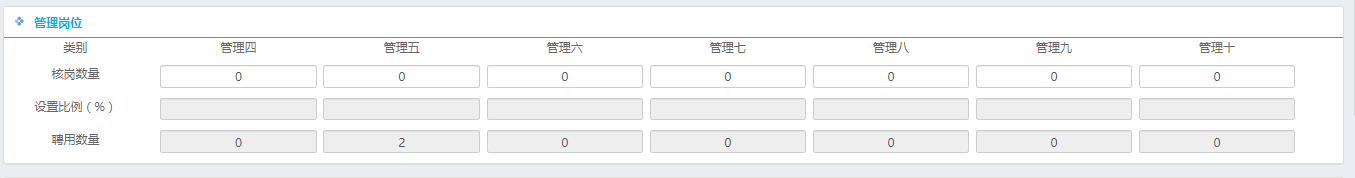 管理岗位
类别 管理四 管理五 管理六 管理七 管理八 管理九 管理十
核岗数量 0 0 0 0 0 0 0
设置比例（%）
聘用数量 0 2 0 0 0 0 0